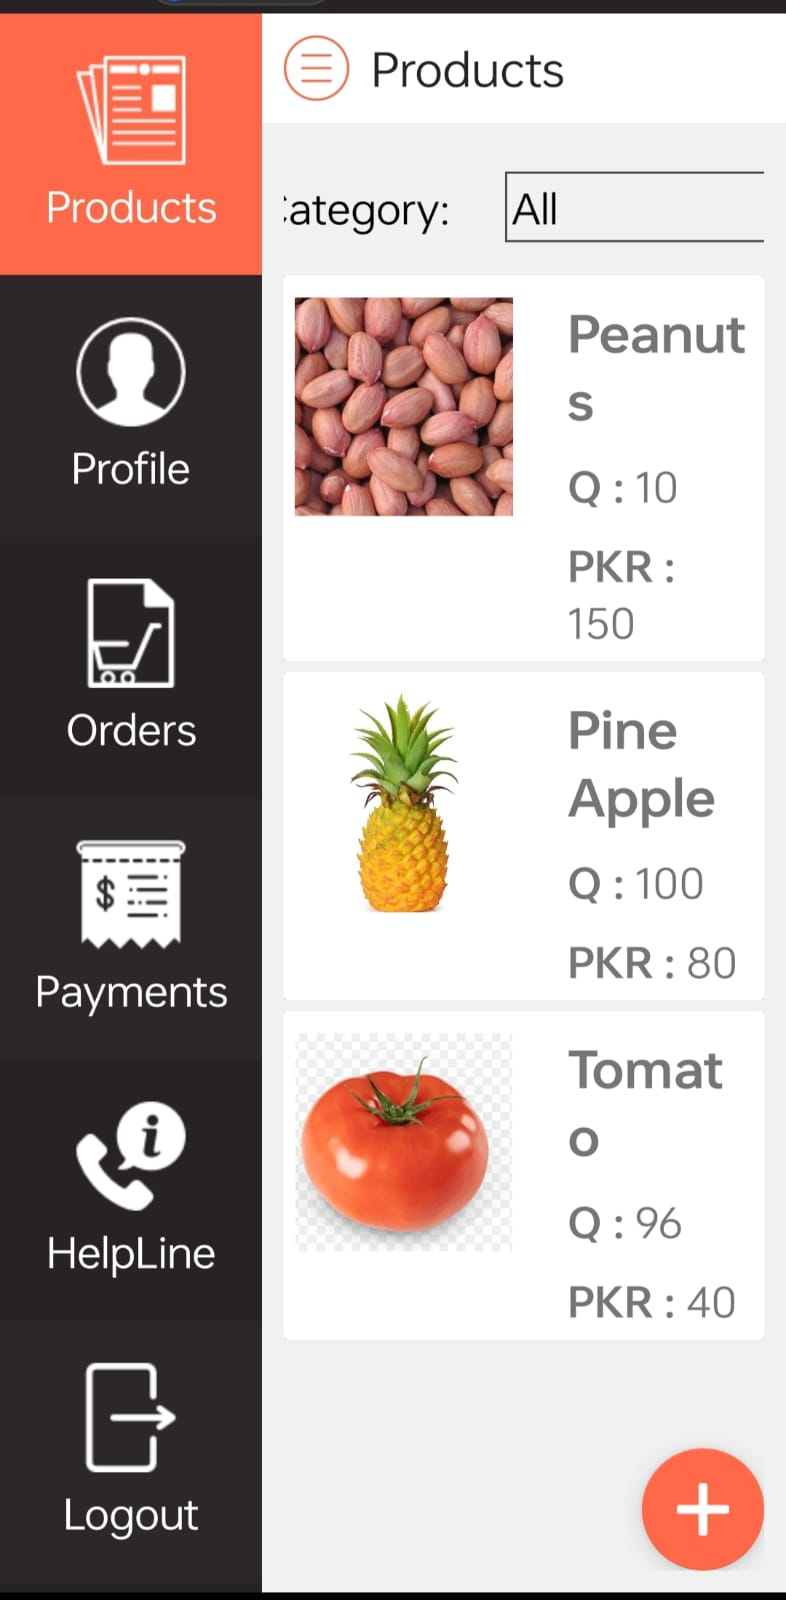 Products
Profile
Orders
$
Payments
i
HelpLine
Logout
Products
ategory:
All
Peanut
s
Q : 10
PKR :
150
Pine
Apple
Q : 100
PKR : 80
Tomat
o
Q : 96
PKR : 40
+